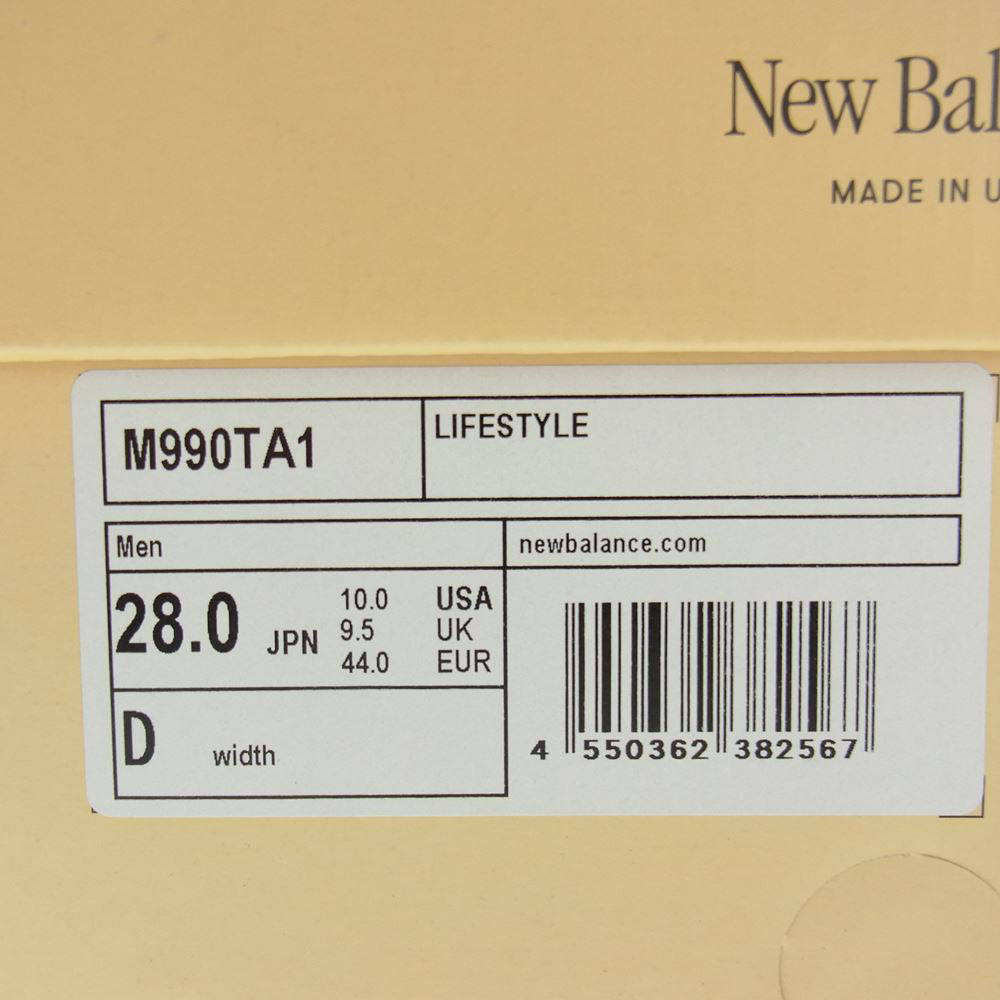 New Bal
MADE IN U
M990TA1
LIFESTYLE
Men
newbalance.com
28.0 JPN
10.0 USA
9.5 UK
44.0 EUR
D width
4 550362 382567